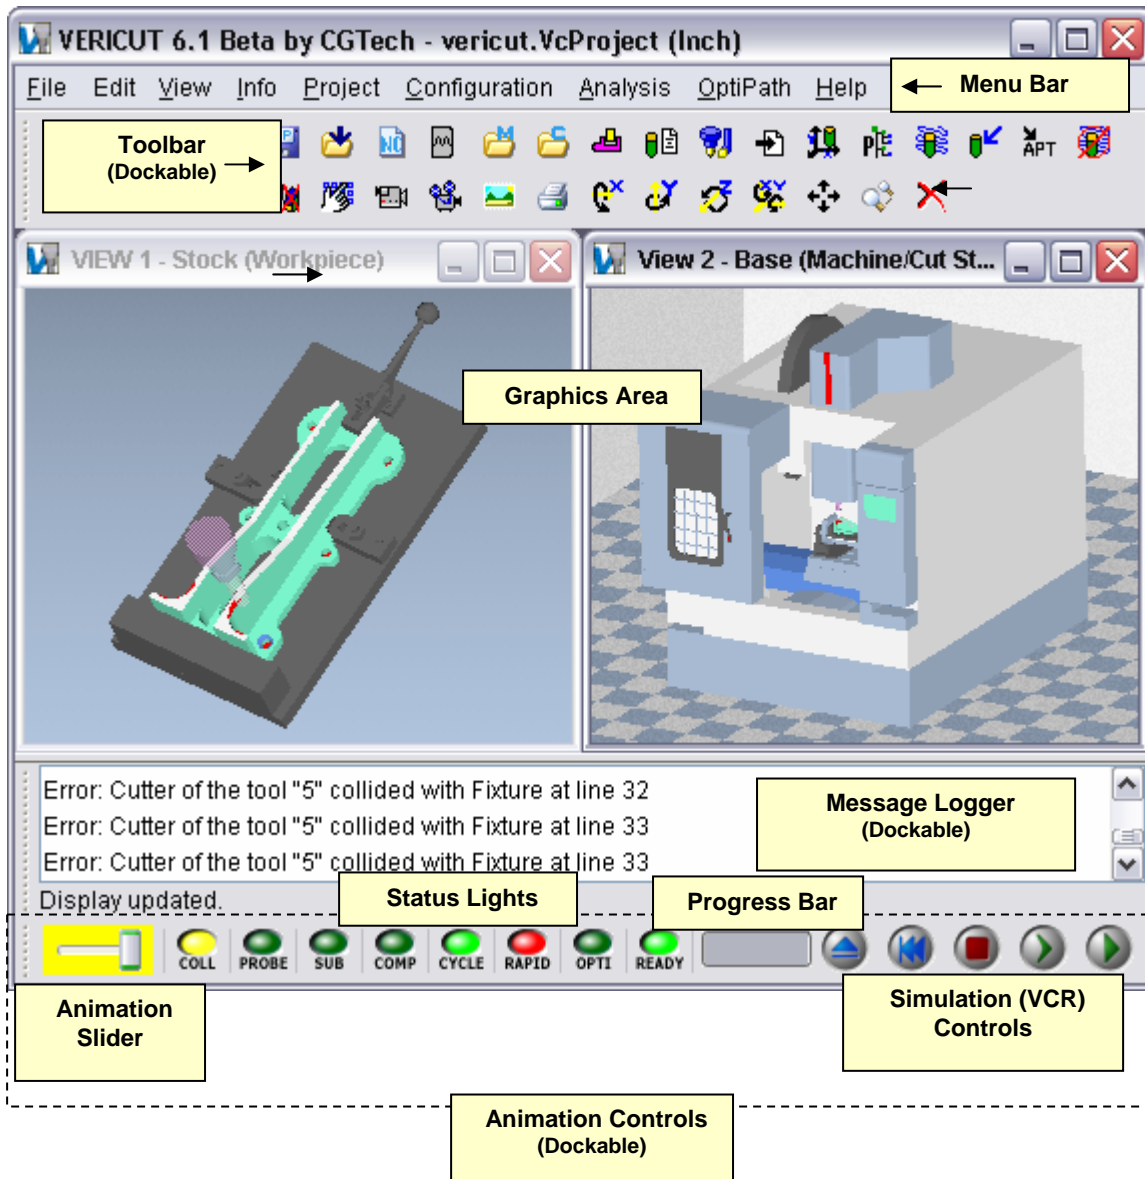 VERICUT 6.1 Beta by CGTech - vericut.VcProject (Inch)
File Edit View Info Project Configuration Analysis OptiPath Help
Menu Bar
Toolbar
(Dockable)
P
NC
M
C
APT
X
Y
Z
XY
VIEW 1 - Stock (Workpiece)
View 2 - Base (Machine/Cut St...
Graphics Area
Error: Cutter of the tool "5" collided with Fixture at line 32
Error: Cutter of the tool "5" collided with Fixture at line 33
Error: Cutter of the tool "5" collided with Fixture at line 33
Message Logger
(Dockable)
Display updated.
Status Lights
Progress Bar
COLL PROBE SUB COMP CYCLE RAPID OPTI READY
Animation
Slider
Simulation (VCR)
Controls
Animation Controls
(Dockable)